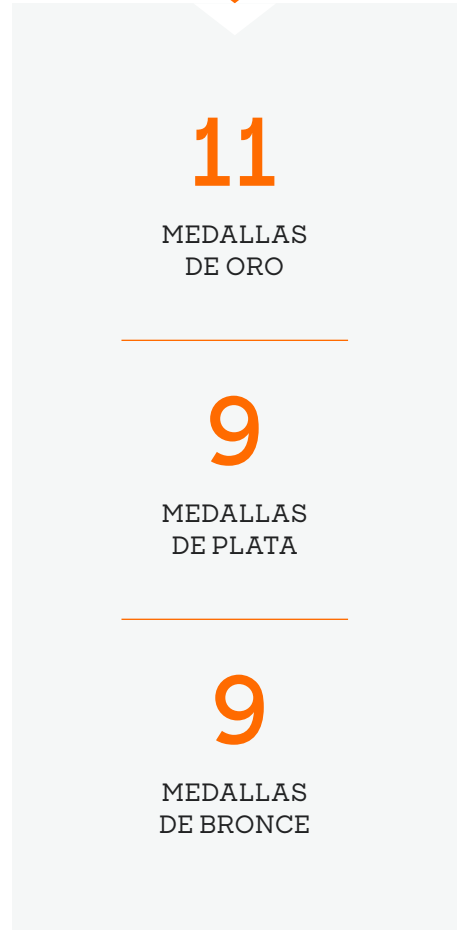 11
MEDALLAS
DE ORO
9
MEDALLAS
DE PLATA
9
MEDALLAS
DE BRONCE